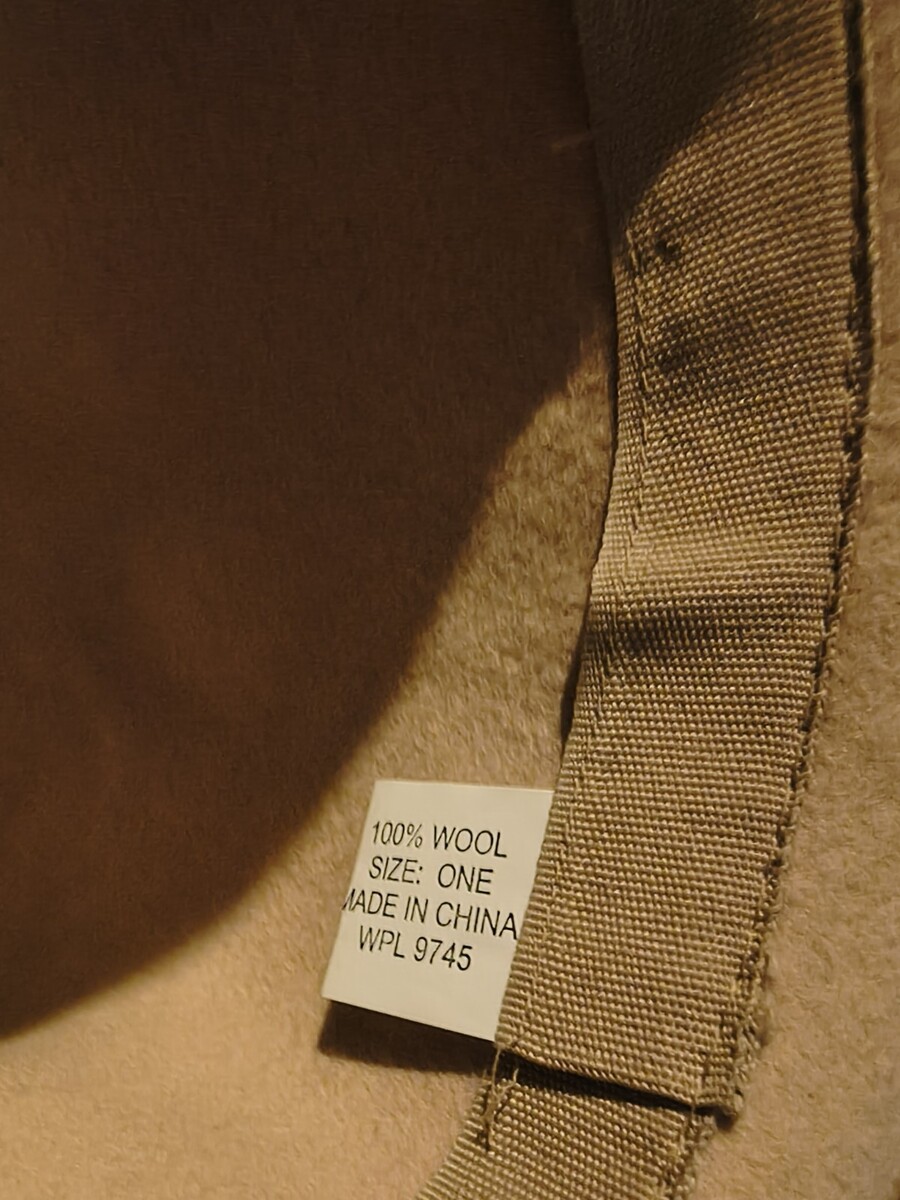 100% WOOL
SIZE: ONE
MADE IN CHINA
WPL 9745